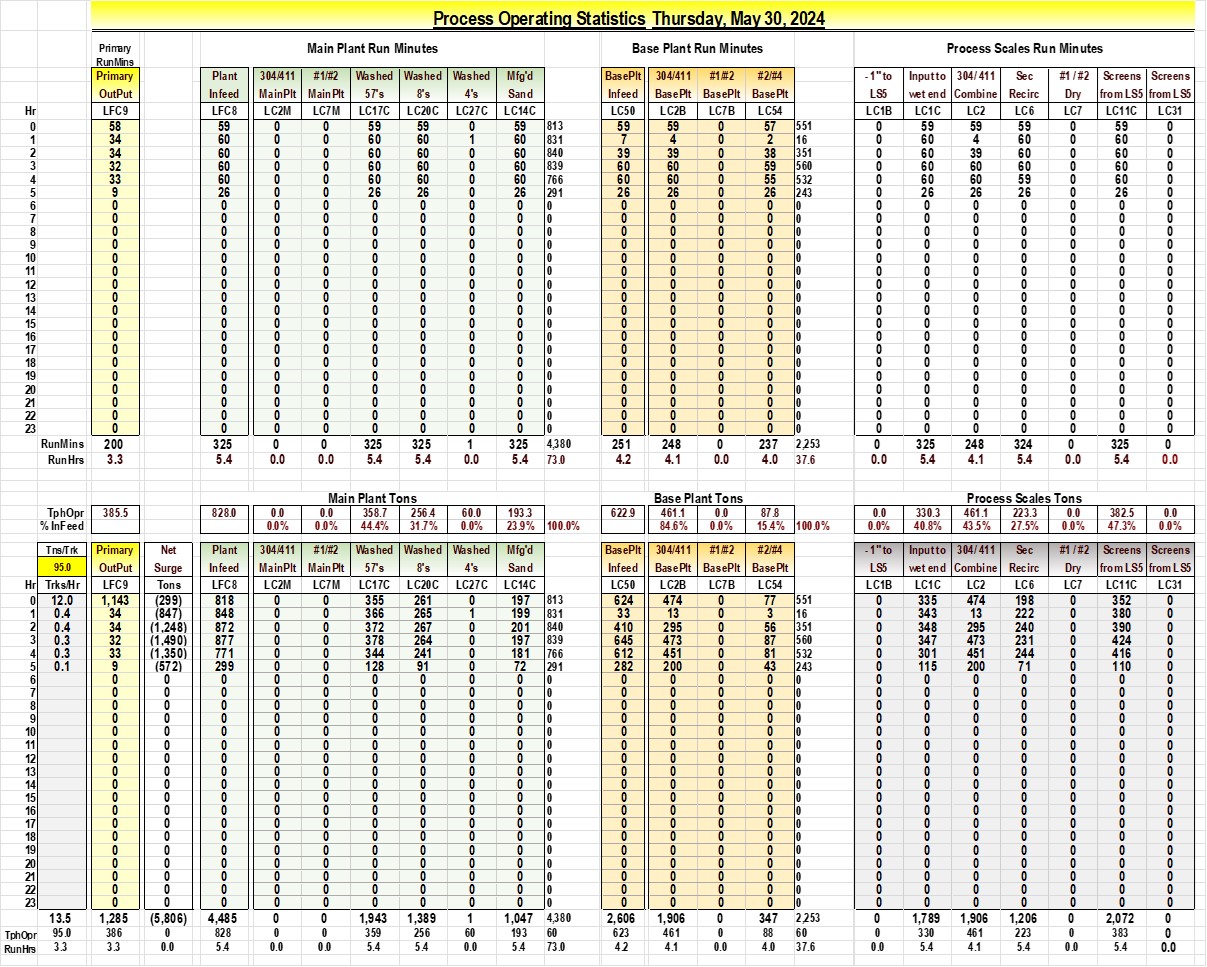 Process Operating Statistics Thursday, May 30, 2024
Primary Main Plant Run Minutes Base Plant Run Minutes Process Scales Run Minutes
RunMins
Primary Plant 304/411 #1/#2 Washed Washed Washed Mfg'd BasePlt 304/411 #1/#2 #2/#4 - 1" to Input to 304/ 411 Sec #1 / #2 Screens Screens
OutPut Infeed MainPlt MainPlt 57's 8's 4's Sand Infeed BasePlt BasePlt BasePlt LS5 wet end Combine Recirc Dry from LS5 from LS5
Hr LFC9 LFC8 LC2M LC7M LC17C LC20C LC27C LC14C LC50 LC2B LC7B LC54 LC1B LC1C LC2 LC6 LC7 LC11C LC31
0 58 59 0 0 59 59 0 59 813 59 59 0 57 551 0 59 59 59 0 59 0
1 34 60 0 0 60 60 1 60 831 7 4 0 2 16 0 60 4 60 0 60 0
2 34 60 0 0 60 60 0 60 840 39 39 0 38 351 0 60 39 60 0 60 0
3 32 60 0 0 60 60 0 60 839 60 60 0 59 560 0 60 60 60 0 60 0
4 33 60 0 0 60 60 0 60 766 60 60 0 55 532 0 60 60 59 0 60 0
5 9 26 0 0 26 26 0 26 291 26 26 0 26 243 0 26 26 26 0 26 0
6 0 0 0 0 0 0 0 0 0 0 0 0 0 0 0 0 0 0 0 0 0
7 0 0 0 0 0 0 0 0 0 0 0 0 0 0 0 0 0 0 0 0 0
8 0 0 0 0 0 0 0 0 0 0 0 0 0 0 0 0 0 0 0 0 0
9 0 0 0 0 0 0 0 0 0 0 0 0 0 0 0 0 0 0 0 0 0
10 0 0 0 0 0 0 0 0 0 0 0 0 0 0 0 0 0 0 0 0 0
11 0 0 0 0 0 0 0 0 0 0 0 0 0 0 0 0 0 0 0 0 0
12 0 0 0 0 0 0 0 0 0 0 0 0 0 0 0 0 0 0 0 0 0
13 0 0 0 0 0 0 0 0 0 0 0 0 0 0 0 0 0 0 0 0 0
14 0 0 0 0 0 0 0 0 0 0 0 0 0 0 0 0 0 0 0 0 0
15 0 0 0 0 0 0 0 0 0 0 0 0 0 0 0 0 0 0 0 0 0
16 0 0 0 0 0 0 0 0 0 0 0 0 0 0 0 0 0 0 0 0 0
17 0 0 0 0 0 0 0 0 0 0 0 0 0 0 0 0 0 0 0 0 0
18 0 0 0 0 0 0 0 0 0 0 0 0 0 0 0 0 0 0 0 0 0
19 0 0 0 0 0 0 0 0 0 0 0 0 0 0 0 0 0 0 0 0 0
20 0 0 0 0 0 0 0 0 0 0 0 0 0 0 0 0 0 0 0 0 0
21 0 0 0 0 0 0 0 0 0 0 0 0 0 0 0 0 0 0 0 0 0
22 0 0 0 0 0 0 0 0 0 0 0 0 0 0 0 0 0 0 0 0 0
23 0 0 0 0 0 0 0 0 0 0 0 0 0 0 0 0 0 0 0 0 0
RunMins 200 325 0 0 325 325 1 325 4,380 251 248 0 237 2,253 0 325 248 324 0 325 0
RunHrs 3.3 5.4 0.0 0.0 5.4 5.4 0.0 5.4 73.0 4.2 4.1 0.0 4.0 37.6 0.0 5.4 4.1 5.4 0.0 5.4 0.0
Main Plant Tons Base Plant Tons Process Scales Tons
TphOpr 385.5 828.0 0.0 0.0 358.7 256.4 60.0 193.3 622.9 461.1 0.0 87.8 0.0 330.3 461.1 223.3 0.0 382.5 0.0
% InFeed 0.0% 0.0% 44.4% 31.7% 0.0% 23.9% 100.0% 84.6% 0.0% 15.4% 100.0% 0.0% 40.8% 43.5% 27.5% 0.0% 47.3% 0.0%
Tns/Trk Primary Net Plant 304/411 #1/#2 Washed Washed Washed Mfg'd BasePlt 304/411 #1/#2 #2/#4 - 1" to Input to 304/ 411 Sec #1 / #2 Screens Screens
95.0 OutPut Surge Infeed MainPlt MainPlt 57's 8's 4's Sand Infeed BasePlt BasePlt BasePlt LS5 wet end Combine Recirc Dry from LS5 from LS5
Hr Trks/Hr LFC9 Tons LFC8 LC2M LC7M LC17C LC20C LC27C LC14C LC50 LC2B LC7B LC54 LC1B LC1C LC2 LC6 LC7 LC11C LC31
0 12.0 1,143 (299) 818 0 0 355 261 0 197 813 624 474 0 77 551 0 335 474 198 0 352 0
1 0.4 34 (847) 848 0 0 366 265 1 199 831 33 13 0 3 16 0 343 13 222 0 380 0
2 0.4 34 (1,248) 872 0 0 372 267 0 201 840 410 295 0 56 351 0 348 295 240 0 390 0
3 0.3 32 (1,490) 877 0 0 378 264 0 197 839 645 473 0 87 560 0 347 473 231 0 424 0
4 0.3 33 (1,350) 771 0 0 344 241 0 181 766 612 451 0 81 532 0 301 451 244 0 416 0
5 0.1 9 (572) 299 0 0 128 91 0 72 291 282 200 0 43 243 0 115 200 71 0 110 0
6 0 0 0 0 0 0 0 0 0 0 0 0 0 0 0 0 0 0 0 0 0 0
7 0 0 0 0 0 0 0 0 0 0 0 0 0 0 0 0 0 0 0 0 0 0
8 0 0 0 0 0 0 0 0 0 0 0 0 0 0 0 0 0 0 0 0 0 0
9 0 0 0 0 0 0 0 0 0 0 0 0 0 0 0 0 0 0 0 0 0 0
10 0 0 0 0 0 0 0 0 0 0 0 0 0 0 0 0 0 0 0 0 0 0
11 0 0 0 0 0 0 0 0 0 0 0 0 0 0 0 0 0 0 0 0 0 0
12 0 0 0 0 0 0 0 0 0 0 0 0 0 0 0 0 0 0 0 0 0 0
13 0 0 0 0 0 0 0 0 0 0 0 0 0 0 0 0 0 0 0 0 0 0
14 0 0 0 0 0 0 0 0 0 0 0 0 0 0 0 0 0 0 0 0 0 0
15 0 0 0 0 0 0 0 0 0 0 0 0 0 0 0 0 0 0 0 0 0 0
16 0 0 0 0 0 0 0 0 0 0 0 0 0 0 0 0 0 0 0 0 0 0
17 0 0 0 0 0 0 0 0 0 0 0 0 0 0 0 0 0 0 0 0 0 0
18 0 0 0 0 0 0 0 0 0 0 0 0 0 0 0 0 0 0 0 0 0 0
19 0 0 0 0 0 0 0 0 0 0 0 0 0 0 0 0 0 0 0 0 0 0
20 0 0 0 0 0 0 0 0 0 0 0 0 0 0 0 0 0 0 0 0 0 0
21 0 0 0 0 0 0 0 0 0 0 0 0 0 0 0 0 0 0 0 0 0 0
22 0 0 0 0 0 0 0 0 0 0 0 0 0 0 0 0 0 0 0 0 0 0
23 0 0 0 0 0 0 0 0 0 0 0 0 0 0 0 0 0 0 0 0 0 0
13.5 1,285 (5,806) 4,485 0 0 1,943 1,389 1 1,047 4,380 2,606 1,906 0 347 2,253 0 1,789 1,906 1,206 0 2,072 0
TphOpr 95.0 386 0 828 0 0 359 256 60 193 60 623 461 0 88 60 0 330 461 223 0 383 0
RunHrs 3.3 3.3 0.0 5.4 0.0 0.0 5.4 5.4 0.0 5.4 73.0 4.2 4.1 0.0 4.0 37.6 0.0 5.4 4.1 5.4 0.0 5.4 0.0